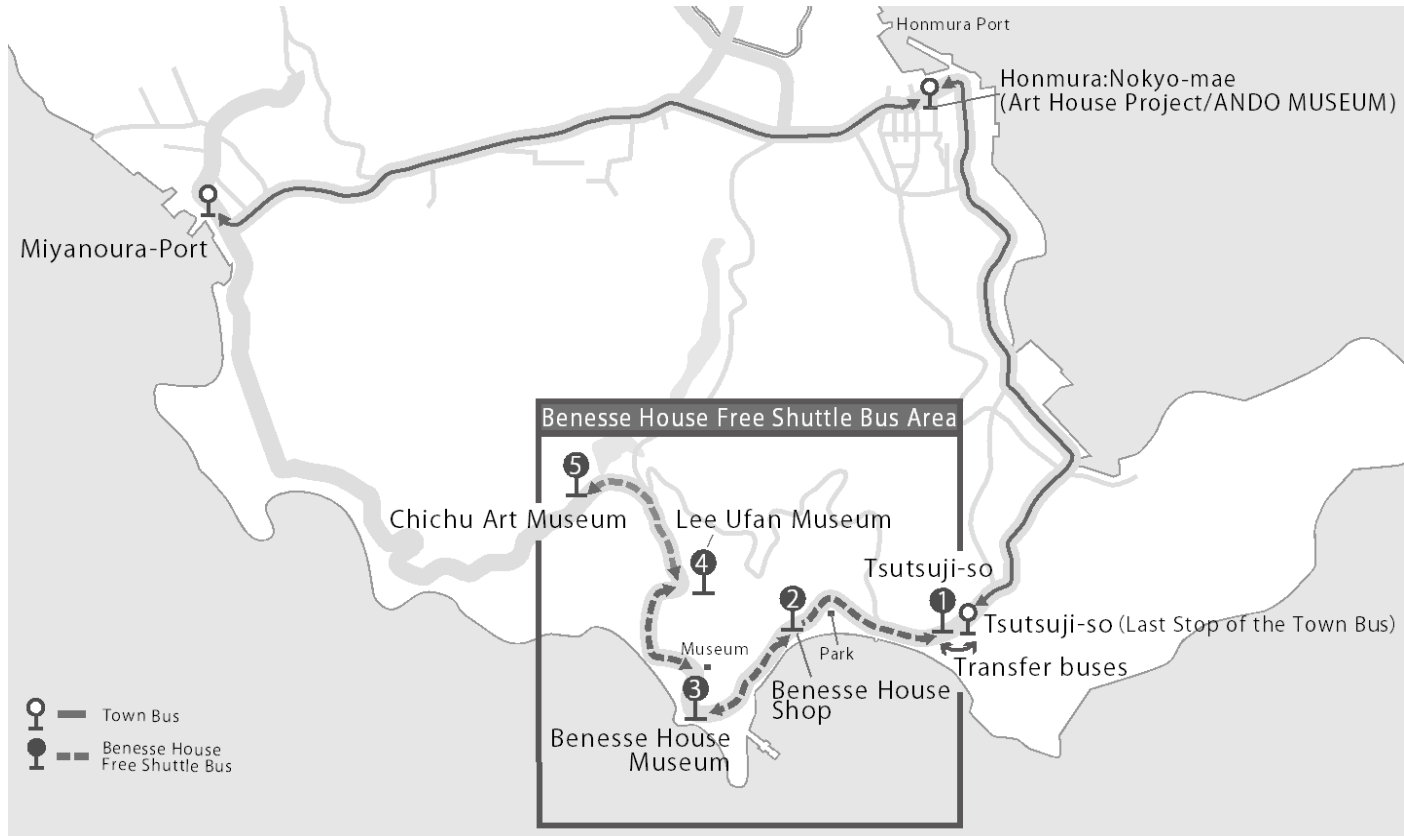 Honmura Port
Honmura:Nokyo-mae
(Art House Project/ANDO MUSEUM)
Miyanoura-Port
Benesse House Free Shuttle Bus Area
5
Chichu Art Museum
Lee Ufan Museum
4
Tsutsuji-so
2
1
Tsutsuji-so (Last Stop of the Town Bus)
Museum
Park
Transfer buses
3
Benesse House
Shop
Benesse House
Museum
Town Bus
Benesse House
Free Shuttle Bus